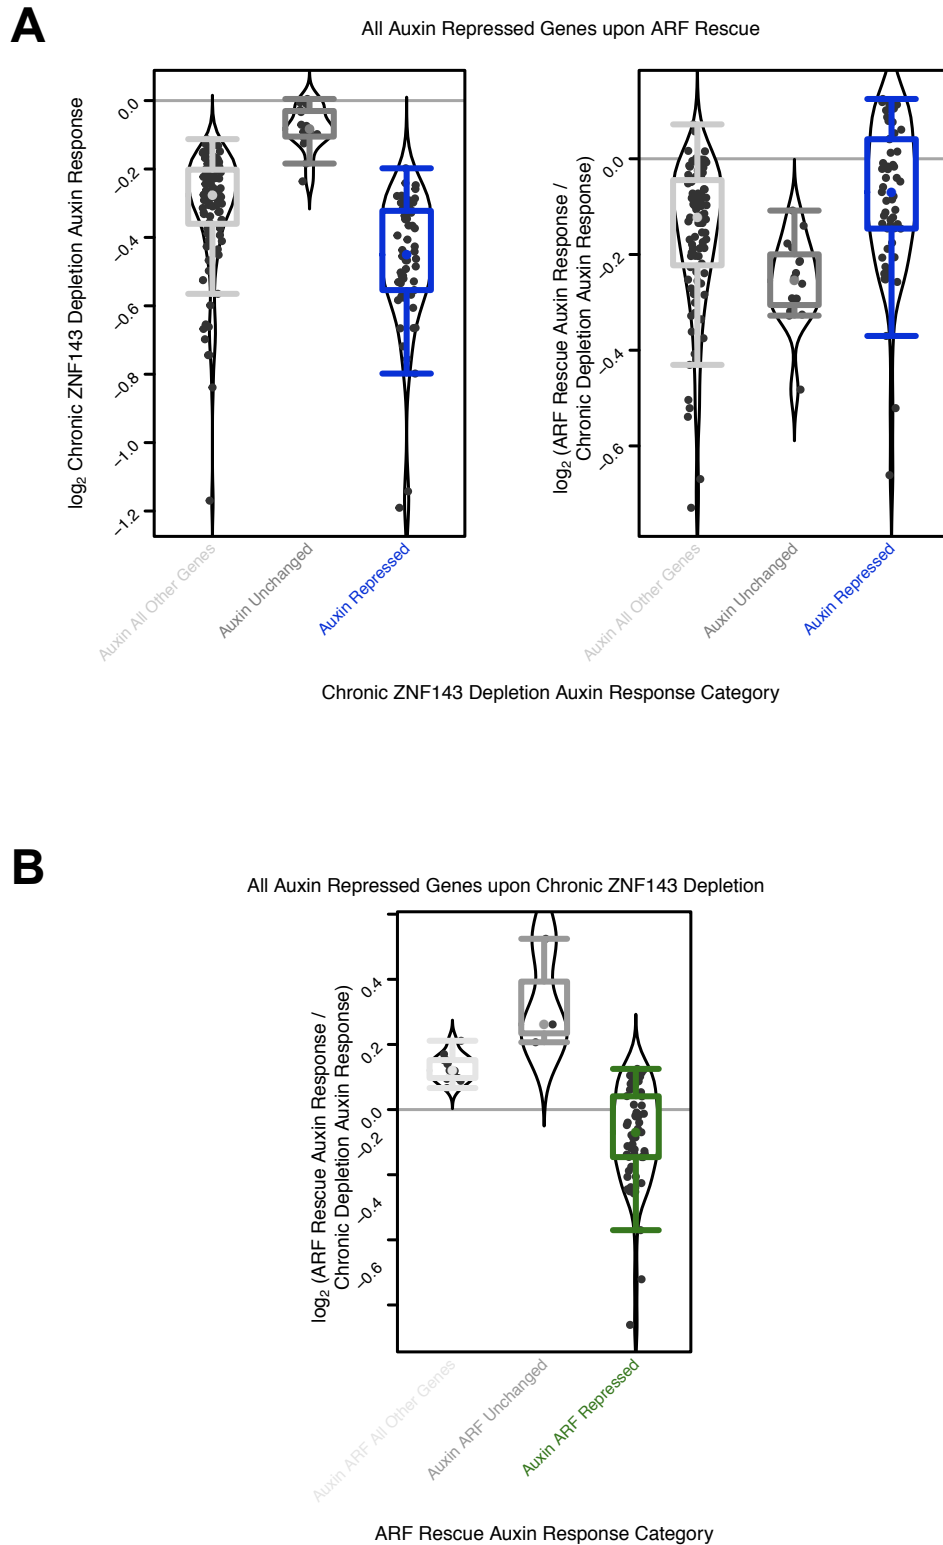 A
All Auxin Repressed Genes upon ARF Rescue
log2 Chronic ZNF143 Depletion Auxin Response
0.0
−0.2
−0.4
−0.6
−0.8
−1.0
−1.2
Auxin All Other Genes
Auxin Unchanged
Auxin Repressed
log2 (ARF Rescue Auxin Response /
Chronic Depletion Auxin Response)
0.0
−0.2
−0.4
−0.6
Auxin All Other Genes
Auxin Unchanged
Auxin Repressed
Chronic ZNF143 Depletion Auxin Response Category
B
All Auxin Repressed Genes upon Chronic ZNF143 Depletion
log2 (ARF Rescue Auxin Response /
Chronic Depletion Auxin Response)
0.4
0.2
0.0
−0.2
−0.4
−0.6
Auxin ARF All Other Genes
Auxin ARF Unchanged
Auxin ARF Repressed
ARF Rescue Auxin Response Category